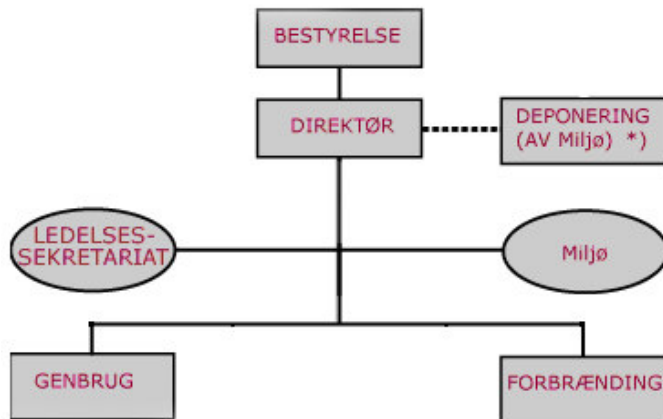 BESTYRELSE
DIREKTØR
DEPONERING
(AV Miljø) *)
LEDELSES-
SEKRETARIAT
Miljø
GENBRUG
FORBRÆNDING